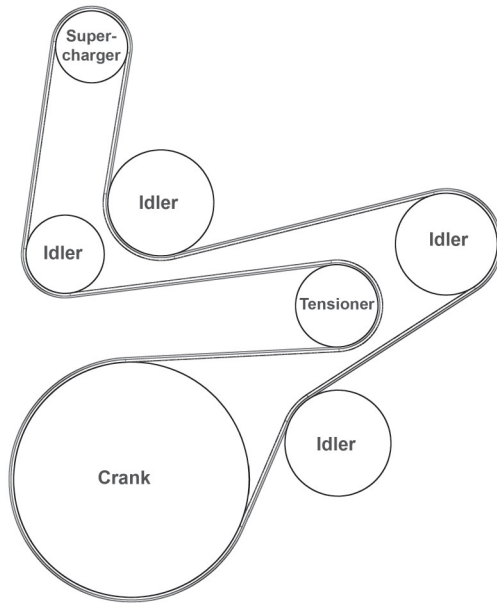 Super-
charger
Idler
Idler
Idler
Tensioner
Idler
Crank